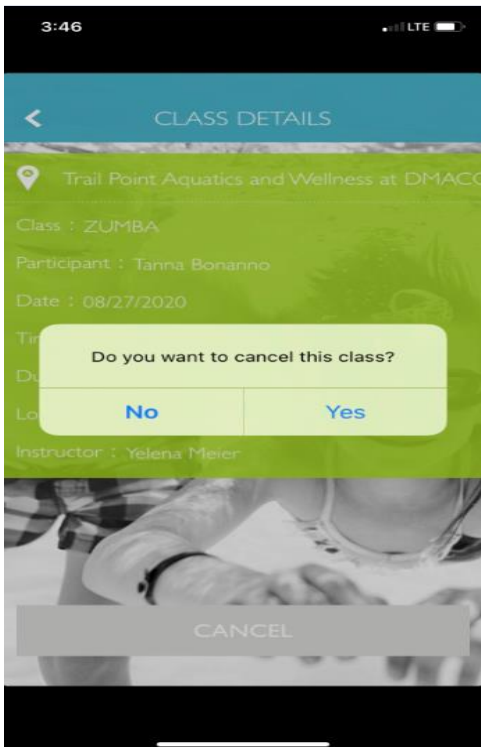 3:46
LTE
CLASS DETAILS
Trail Point Aquatics and Wellness at DMACC
Class : ZUMBA
Participant : Tanna Bonanno
Date : 08/27/2020
Do you want to cancel this class?
No Yes
Instructor : Yelena Meier
CANCEL